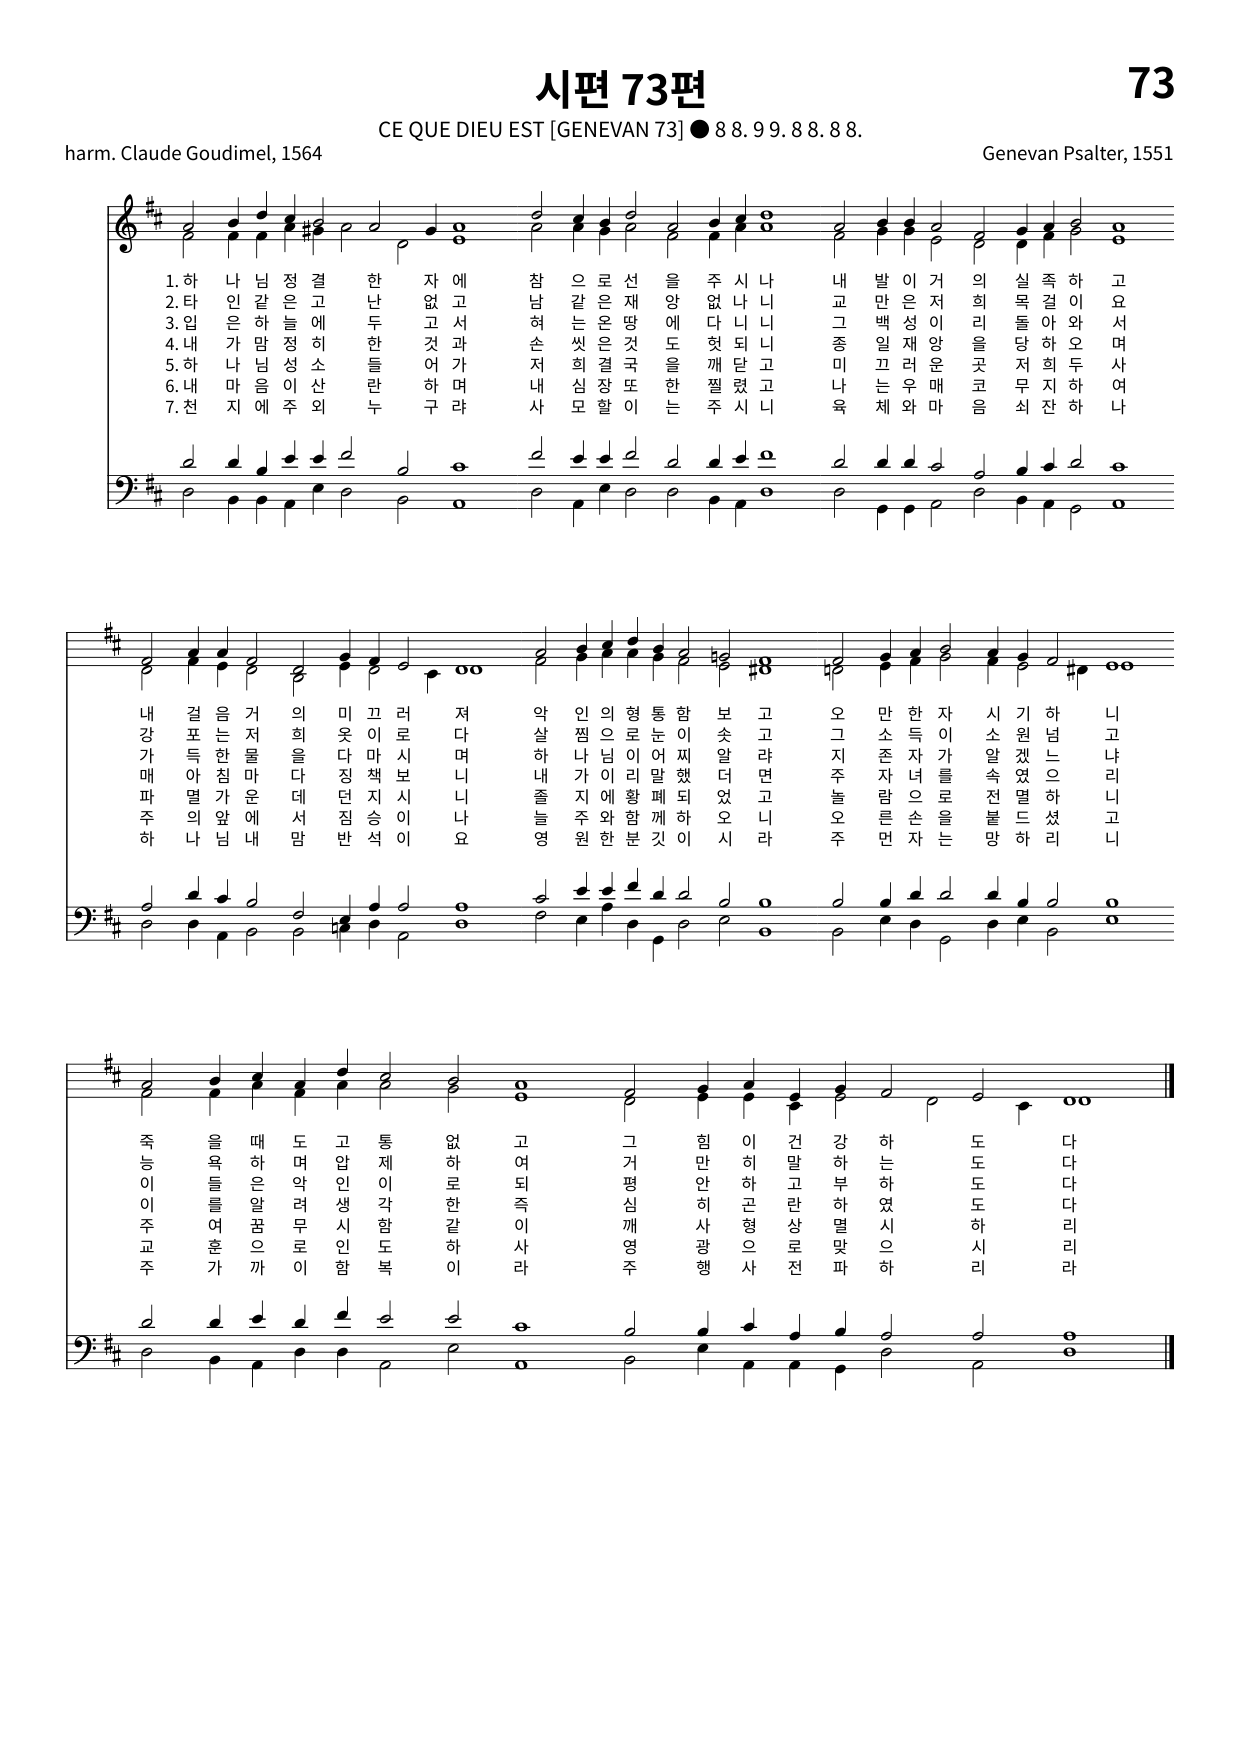 시편 73편
73
CE QUE DIEU EST [GENEVAN 73] ● 8 8. 9 9. 8 8. 8 8.
harm. Claude Goudimel, 1564
Genevan Psalter, 1551
1. 하 나 님 정 결 한 자 에 참 으 로 선 을 주 시 나 내 발 이 거 의 실 족 하 고
2. 타 인 같 은 고 난 없 고 남 같 은 재 앙 없 나 니 교 만 은 저 희 목 걸 이 요
3. 입 은 하 늘 에 두 고 서 혀 는 온 땅 에 다 니 니 그 백 성 이 리 돌 아 와 서
4. 내 가 맘 정 히 한 것 과 손 씻 은 것 도 헛 되 니 종 일 재 앙 을 당 하 오 며
5. 하 나 님 성 소 들 어 가 저 희 결 국 을 깨 닫 고 미 끄 러 운 곳 저 희 두 사
6. 내 마 음 이 산 란 하 며 내 심 장 또 한 찔 렸 고 나 는 우 매 코 무 지 하 여
7. 천 지 에 주 외 누 구 랴 사 모 할 이 는 주 시 니 육 체 와 마 음 쇠 잔 하 나
내 걸 음 거 의 미 끄 러 져 악 인 의 형 통 함 보 고 오 만 한 자 시 기 하 니
강 포 는 저 희 옷 이 로 다 살 찜 으 로 눈 이 솟 고 그 소 득 이 소 원 넘 고
가 득 한 물 을 다 마 시 며 하 나 님 이 어 찌 알 랴 지 존 자 가 알 겠 느 냐
매 아 침 마 다 징 책 보 니 내 가 이 리 말 했 더 면 주 자 녀 를 속 였 으 리
파 멸 가 운 데 던 지 시 니 졸 지 에 황 폐 되 었 고 놀 람 으 로 전 멸 하 니
주 의 앞 에 서 짐 승 이 나 늘 주 와 함 께 하 오 니 오 른 손 을 붙 드 셨 고
하 나 님 내 맘 반 석 이 요 영 원 한 분 깃 이 시 라 주 먼 자 는 망 하 리 니
죽 을 때 도 고 통 없 고 그 힘 이 건 강 하 도 다
능 욕 하 며 압 제 하 여 거 만 히 말 하 는 도 다
이 들 은 악 인 이 로 되 평 안 하 고 부 하 도 다
이 를 알 려 생 각 한 즉 심 히 곤 란 하 였 도 다
주 여 꿈 무 시 함 같 이 깨 사 형 상 멸 시 하 리
교 훈 으 로 인 도 하 사 영 광 으 로 맞 으 시 리
주 가 까 이 함 복 이 라 주 행 사 전 파 하 리 라